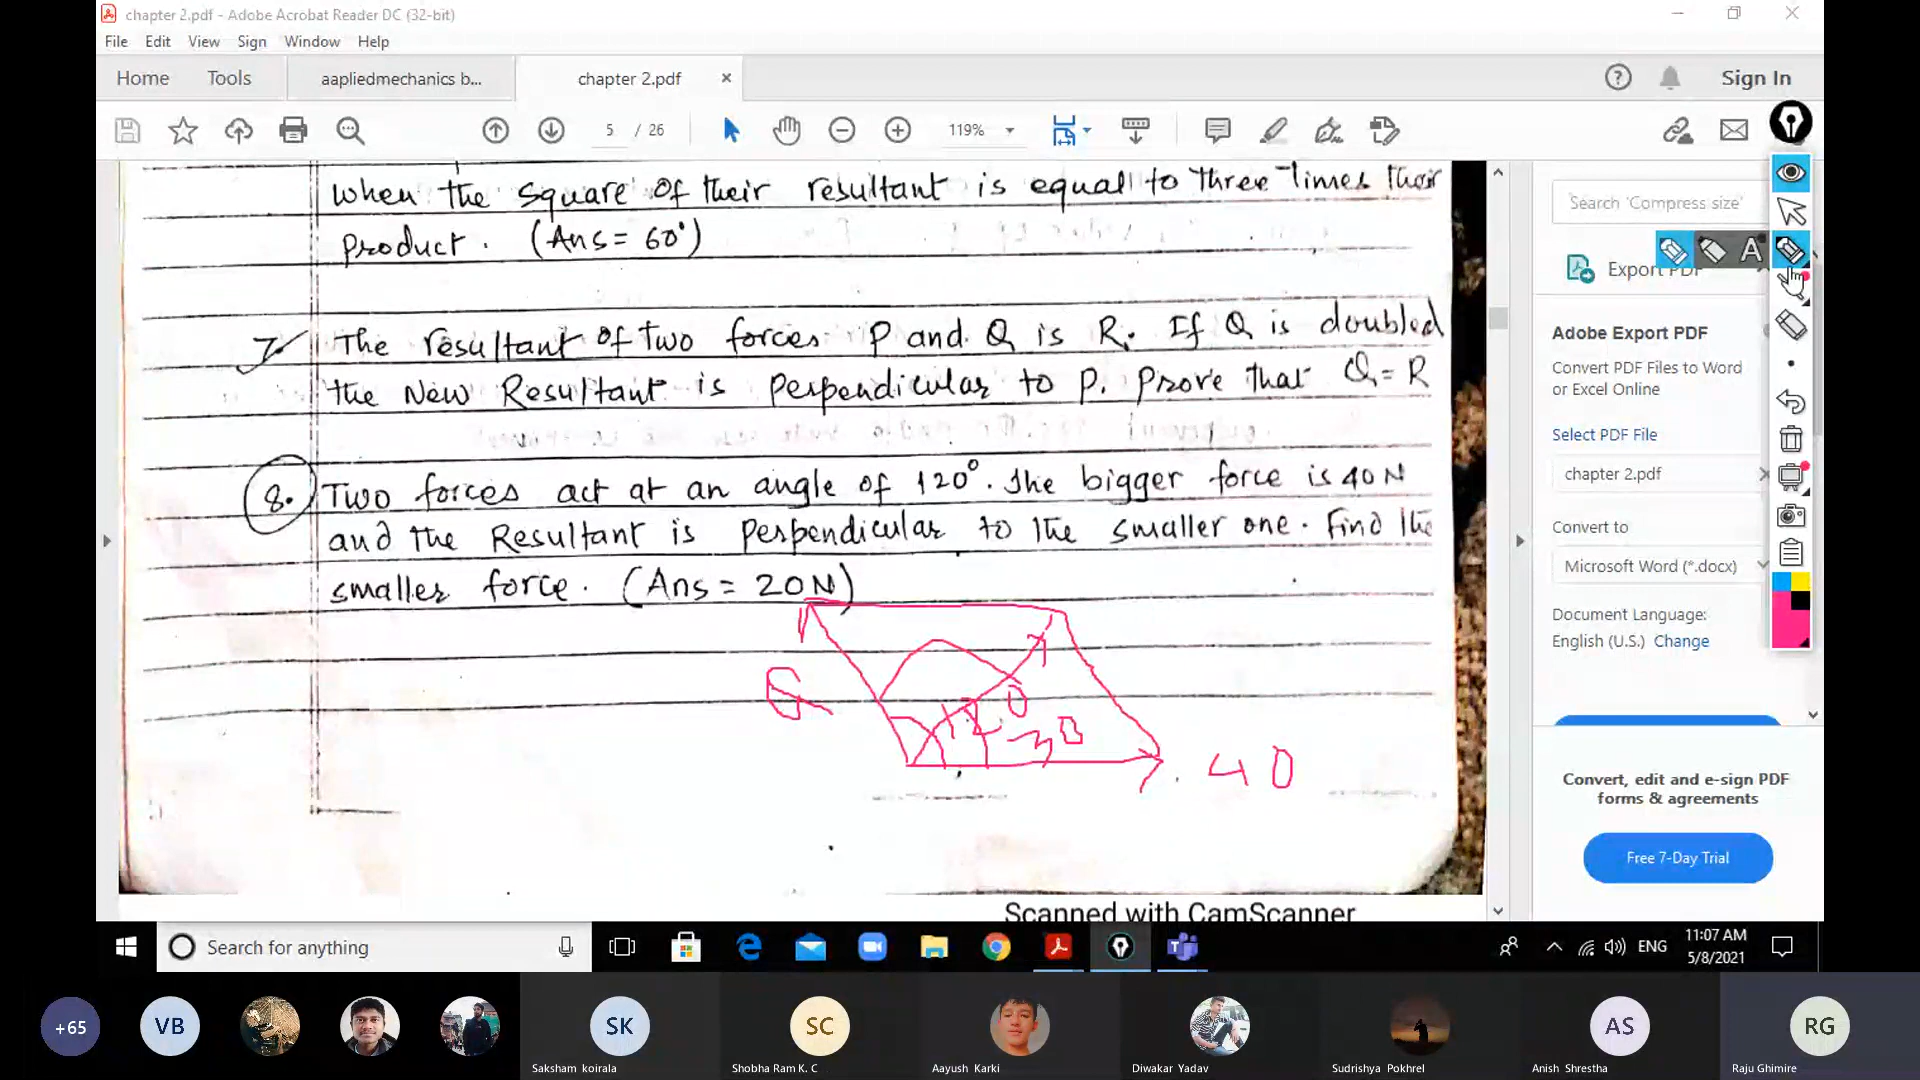 chapter 2.pdf - Adobe Acrobat Reader DC (32-bit)
File Edit View Sign Window Help
Home Tools aapliedmechanics b... chapter 2.pdf × Sign In
5 / 26 119%
when the square of their resultant is equal to three times their
product. (Ans = 60°)
7. The resultant of two forces P and Q is R. If Q is doubled
the New Resultant is perpendicular to P. Prove that Q = R
8. Two forces act at an angle of 120°. The bigger force is 40N
and the Resultant is perpendicular to the smaller one. Find the
smaller force. (Ans = 20N)
Q
120
30
40
Scanned with CamScanner
Search 'Compress size'
A
Export PDF
Adobe Export PDF
Convert PDF Files to Word
or Excel Online
Select PDF File
chapter 2.pdf
Convert to
Microsoft Word (*.docx)
Document Language:
English (U.S.) Change
Convert, edit and e-sign PDF
forms & agreements
Free 7-Day Trial
Search for anything
ENG
11:07 AM
5/8/2021
+65 VB SK SC AS RG
Saksham koirala Shobha Ram K. C Aayush Karki Diwakar Yadav Sudrishya Pokhrel Anish Shrestha Raju Ghimire